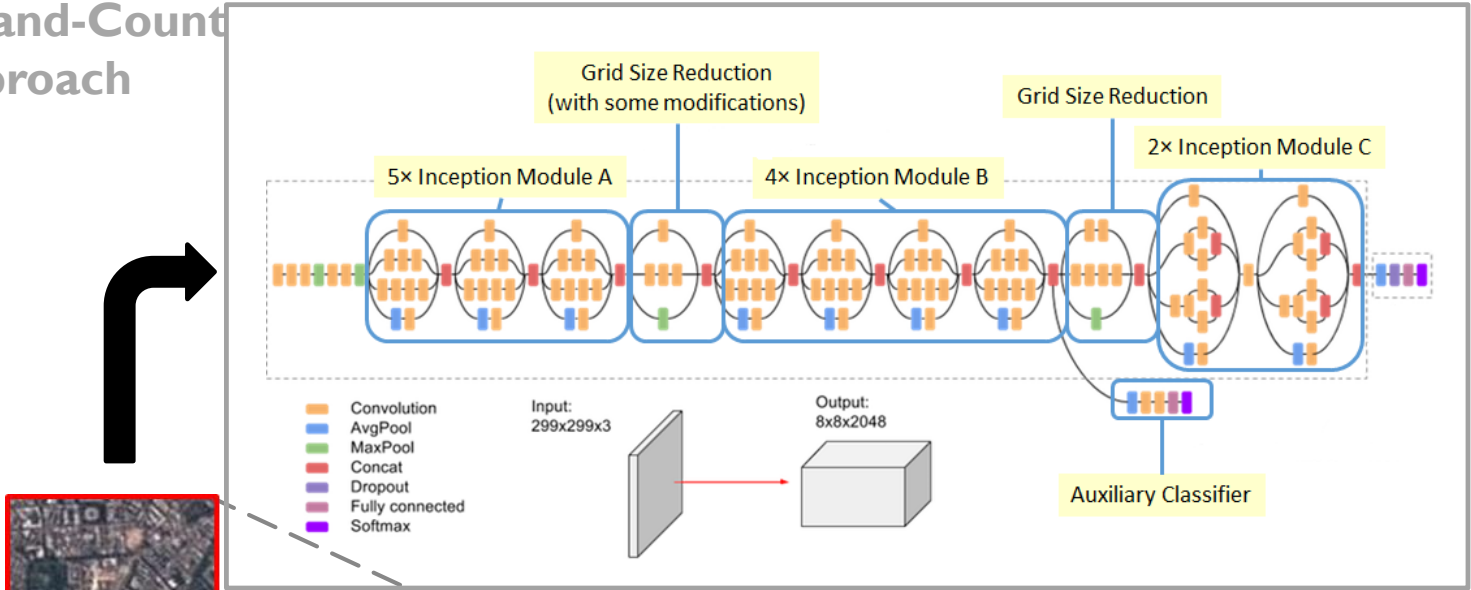 and-Count
proach
Grid Size Reduction
(with some modifications)
Grid Size Reduction
2× Inception Module C
5× Inception Module A
4× Inception Module B
Convolution
AvgPool
MaxPool
Concat
Dropout
Fully connected
Softmax
Input:
299x299x3
Output:
8x8x2048
Auxiliary Classifier